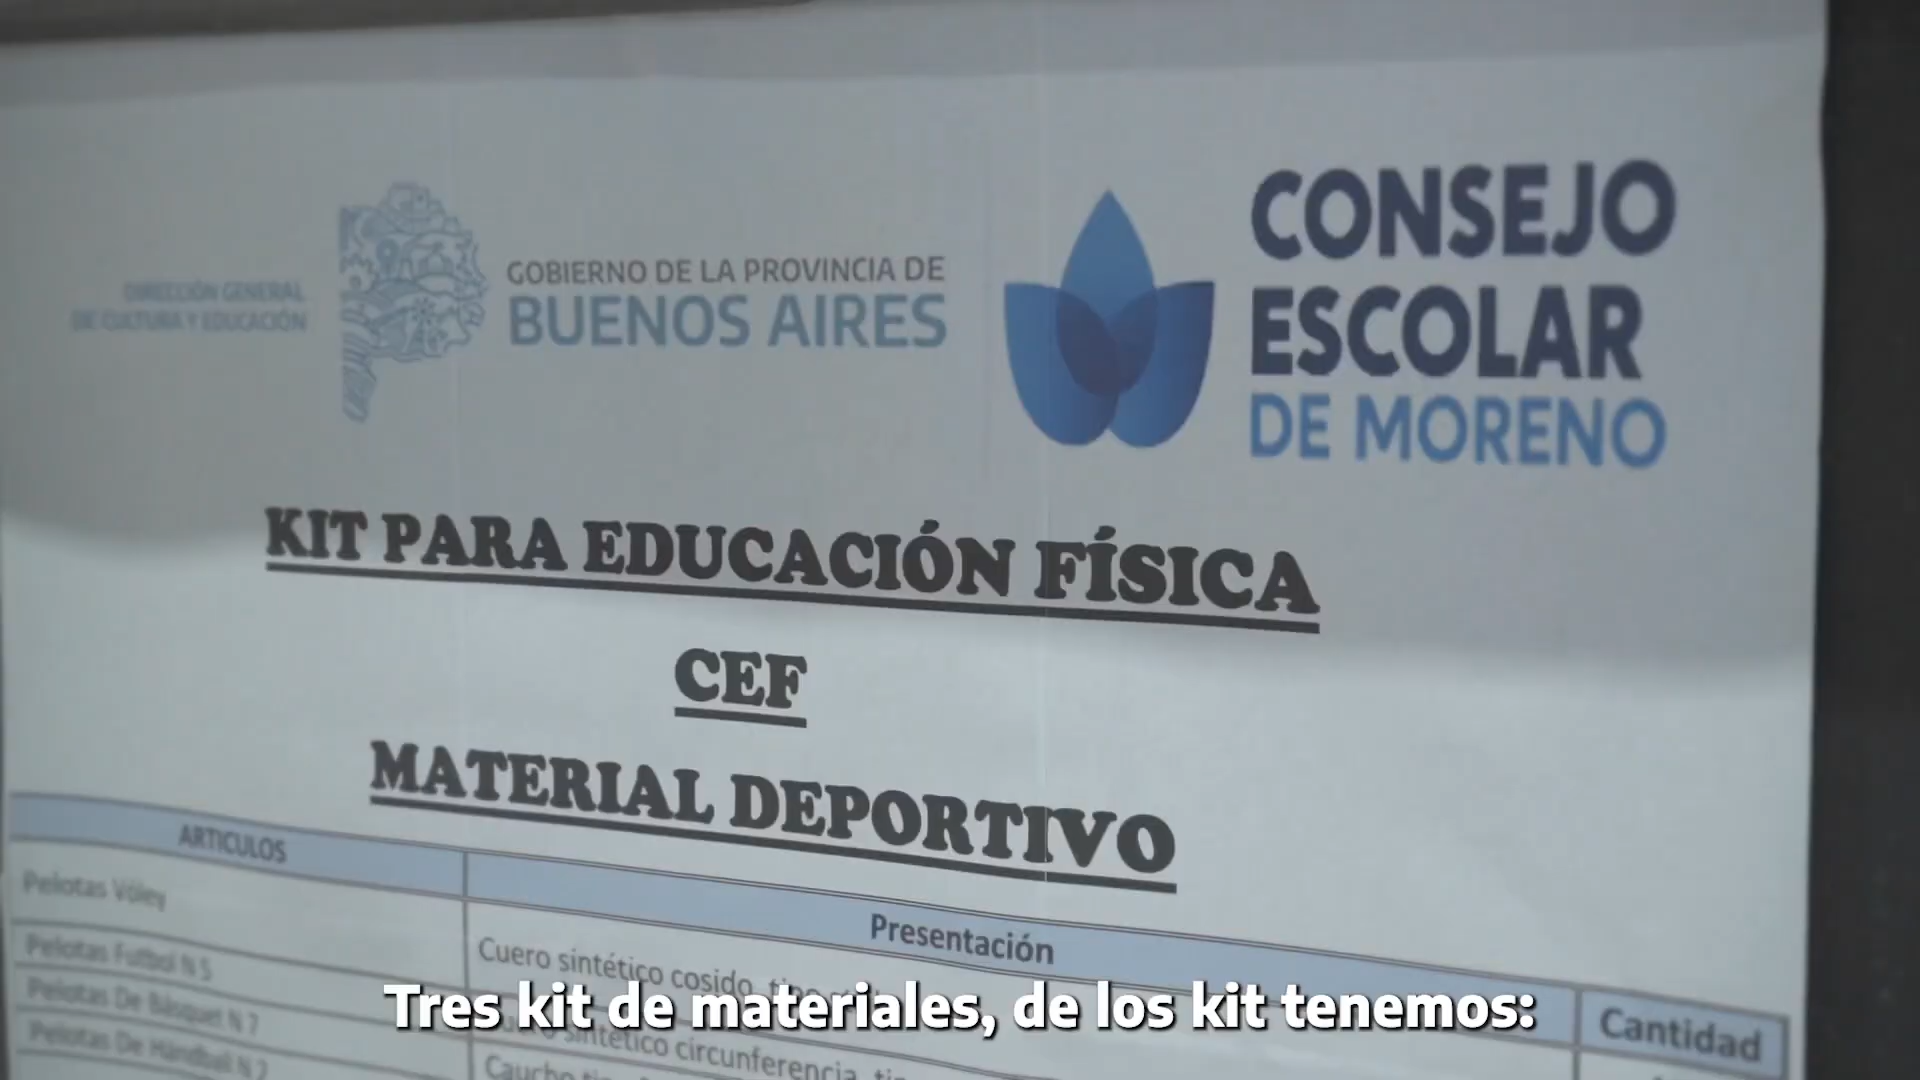 DIRECCIÓN GENERAL
DE CULTURA Y EDUCACIÓN
GOBIERNO DE LA PROVINCIA DE
BUENOS AIRES
CONSEJO
ESCOLAR
DE MORENO
KIT PARA EDUCACIÓN FÍSICA
CEF
MATERIAL DEPORTIVO
ARTICULOS
Presentación
Cantidad
Pelotas Vóley
Cuero sintético cosido,
Pelotas Futbol N 5
sintético circunferencia,
Pelotas De Básquet N 7
Caucho
Pelotas De Handball N 2
Tres kit de materiales, de los kit tenemos: